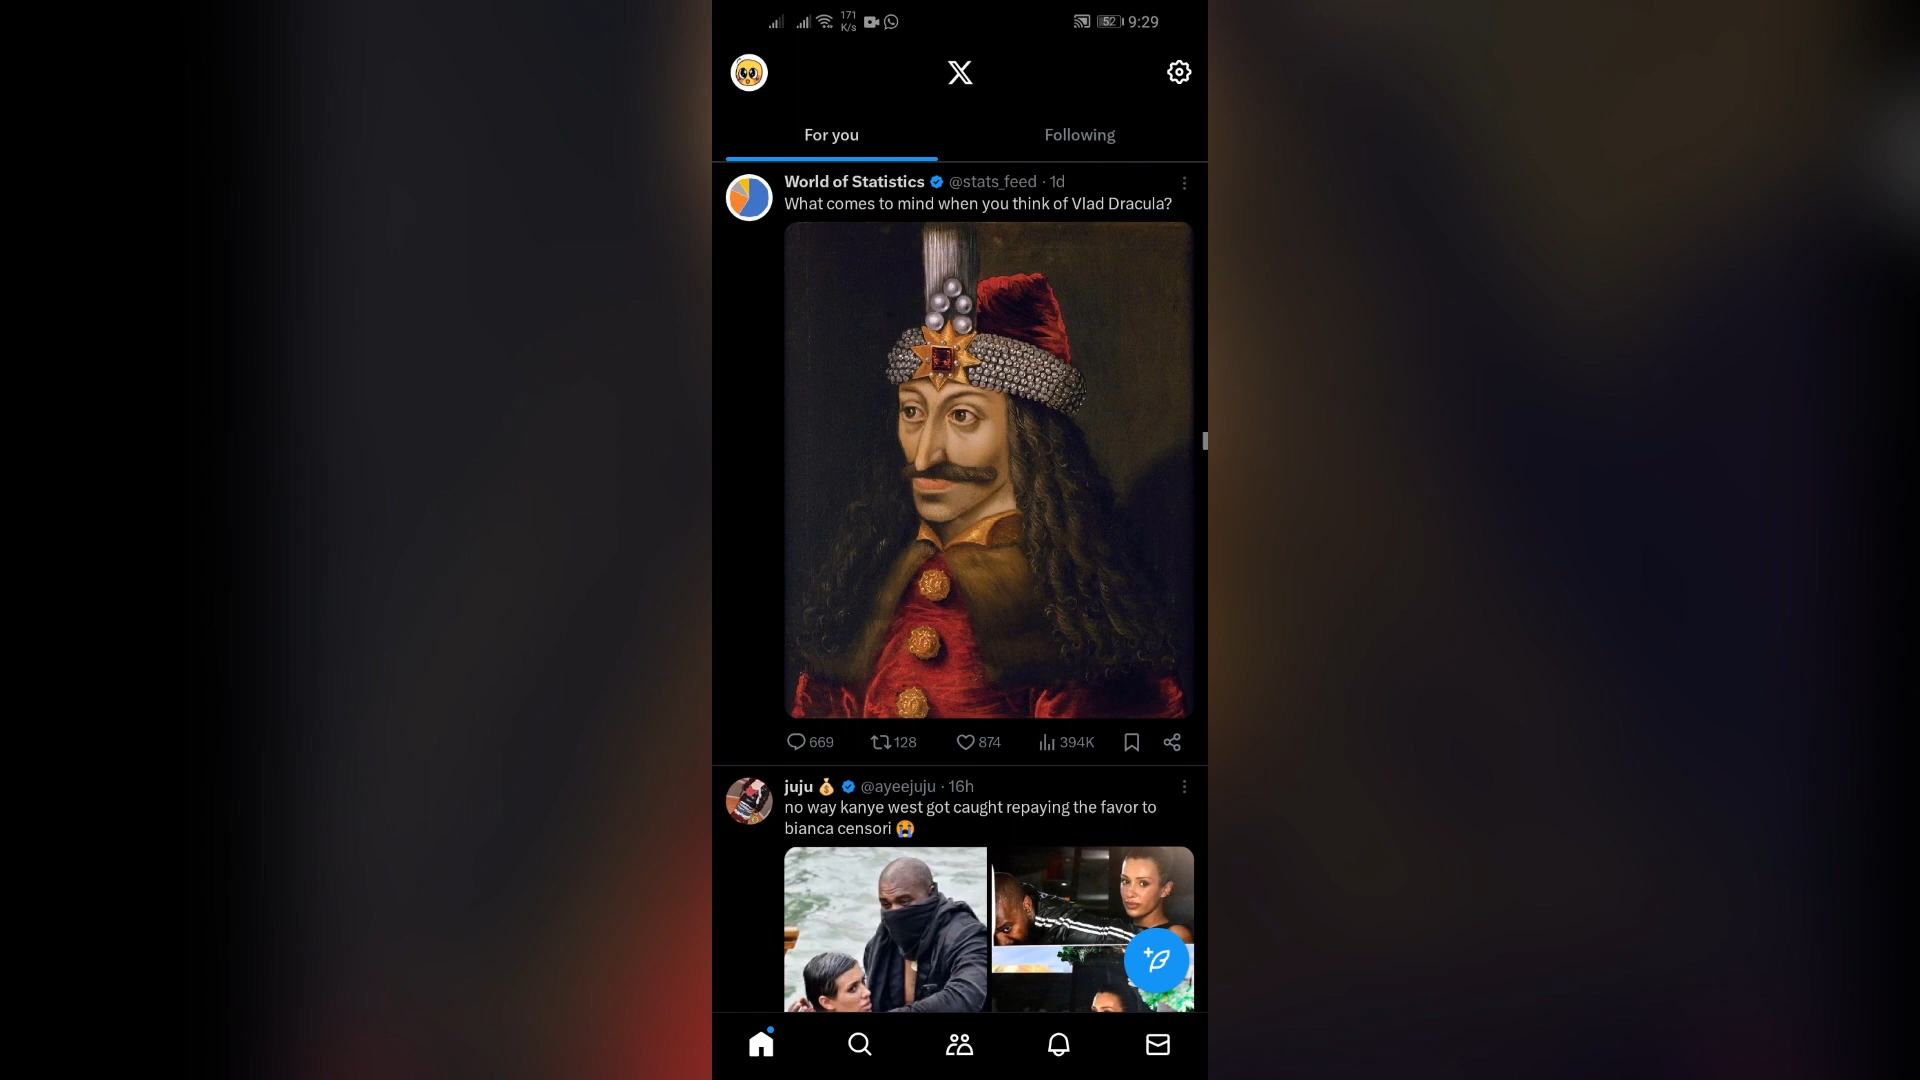 171
K/s
52
9:29
For you
Following
World of Statistics @stats_feed · 1d
What comes to mind when you think of Vlad Dracula?
669
128
874
394K
juju 💰 @ayeejuju · 16h
no way kanye west got caught repaying the favor to
bianca censori 😭